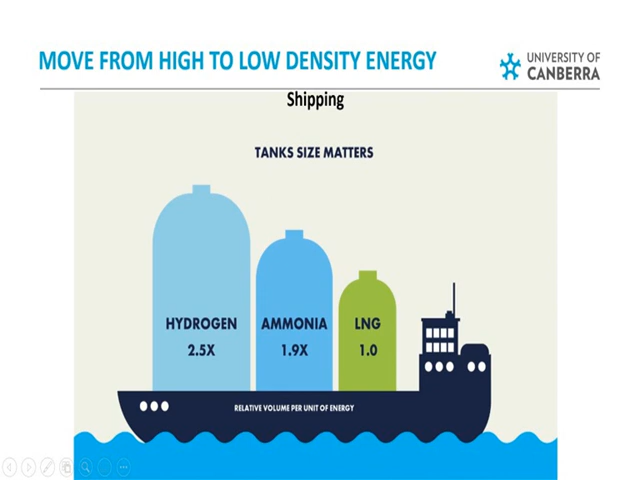 MOVE FROM HIGH TO LOW DENSITY ENERGY
UNIVERSITY OF
CANBERRA
Shipping
TANKS SIZE MATTERS
HYDROGEN
2.5X
AMMONIA
1.9X
LNG
1.0
RELATIVE VOLUME PER UNIT OF ENERGY